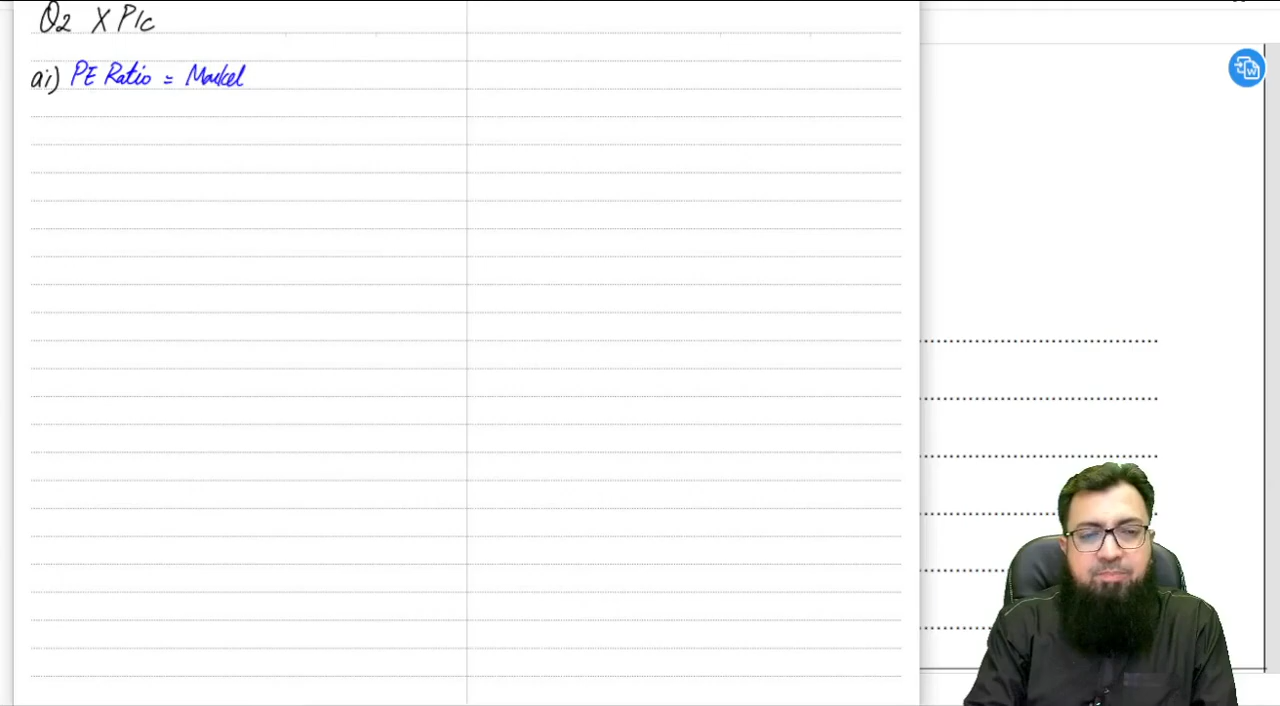 Q2 X Plc
ai) PE Ratio = Market
W